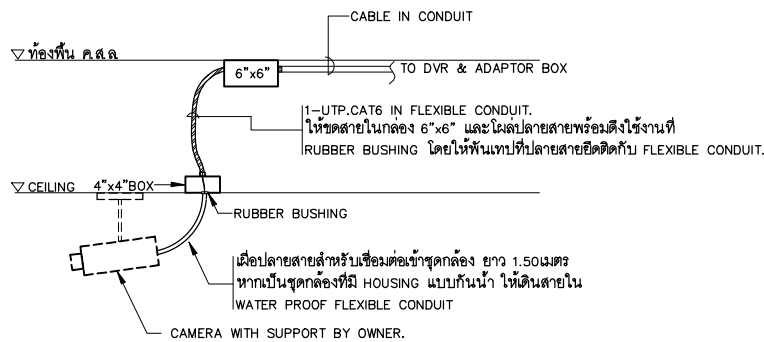 CABLE IN CONDUIT
ท้องพื้น ค.ส.ล.
6"x6"
TO DVR & ADAPTOR BOX
1-UTP.CAT6 IN FLEXIBLE CONDUIT.
ให้ขดสายในกล่อง 6"x6" และโผล่ปลายสายพร้อมดึงใช้งานที่
RUBBER BUSHING โดยให้พันเทปที่ปลายสายยึดติดกับ FLEXIBLE CONDUIT.
CEILING
4"x4"BOX
RUBBER BUSHING
เผื่อปลายสายสำหรับเชื่อมต่อเข้าชุดกล้อง ยาว 1.50เมตร
หากเป็นชุดกล้องที่มี HOUSING แบบกันน้ำ ให้เดินสายใน
WATER PROOF FLEXIBLE CONDUIT
CAMERA WITH SUPPORT BY OWNER.